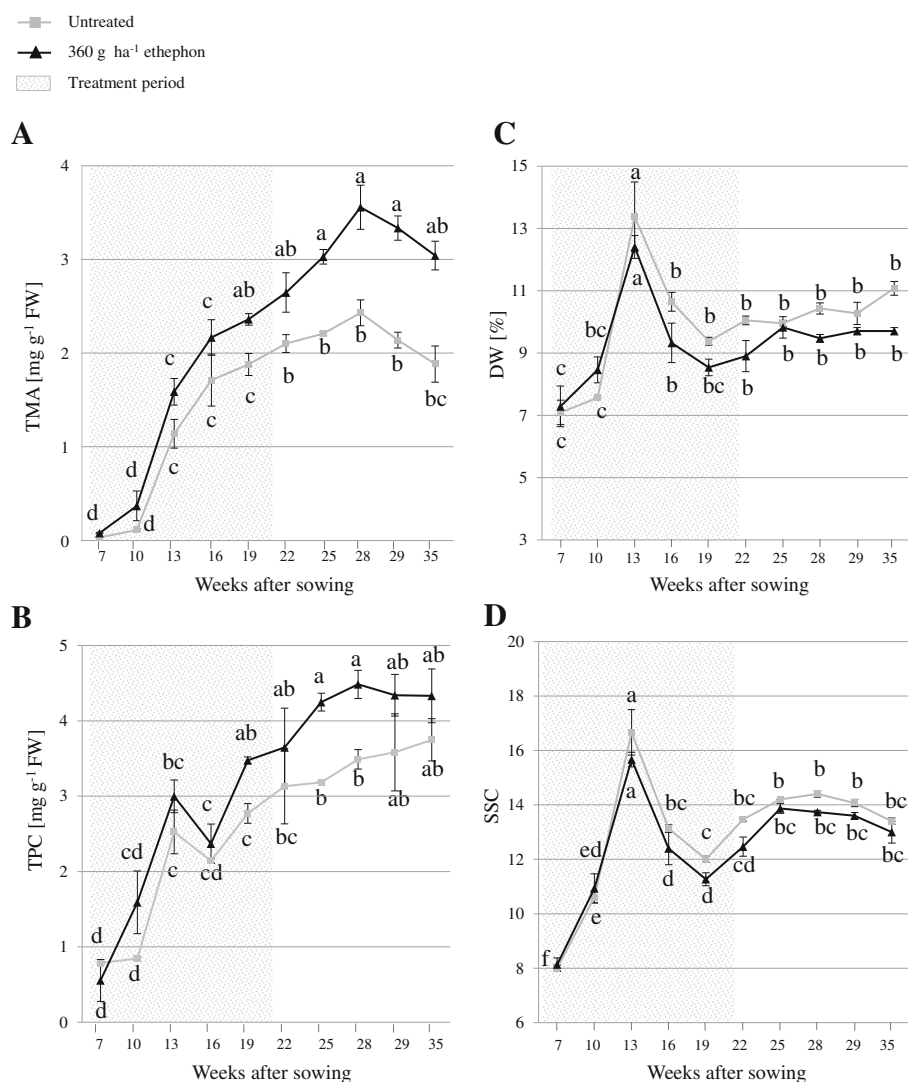 Untreated
360 g ha⁻¹ ethephon
Treatment period
A
TMA [mg g⁻¹ FW]
4
3
2
1
0
d
d
c
c
ab
ab
a
a
a
ab
d
c
c
c
b
b
b
b
bc
7 10 13 16 19 22 25 28 29 35
Weeks after sowing
C
DW [%]
15
13
11
9
7
5
3
c
bc
a
b
b
b
b
b
b
b
c
c
a
b
bc
b
b
b
b
b
7 10 13 16 19 22 25 28 29 35
Weeks after sowing
B
TPC [mg g⁻¹ FW]
5
4
3
2
1
0
d
cd
bc
c
ab
ab
a
a
ab
ab
d
d
c
cd
c
bc
b
b
ab
ab
7 10 13 16 19 22 25 28 29 35
Weeks after sowing
D
SSC
20
18
16
14
12
10
8
6
f
ed
a
bc
c
bc
b
b
b
bc
e
a
d
d
cd
bc
bc
bc
bc
7 10 13 16 19 22 25 28 29 35
Weeks after sowing